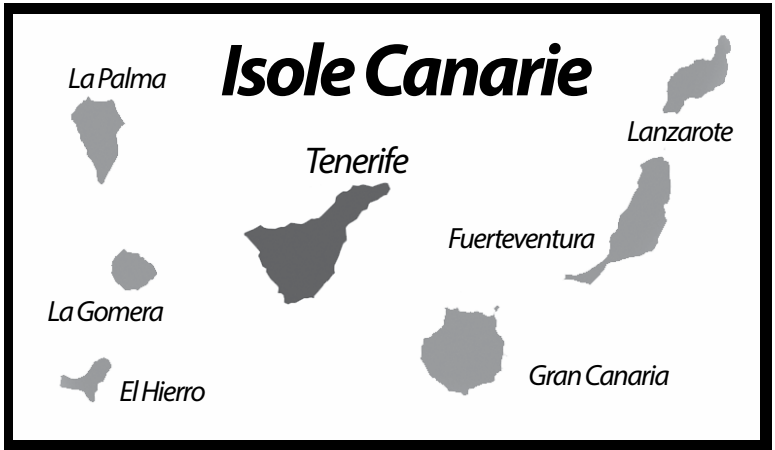 Isole Canarie
La Palma
Tenerife
Lanzarote
Fuerteventura
La Gomera
El Hierro
Gran Canaria